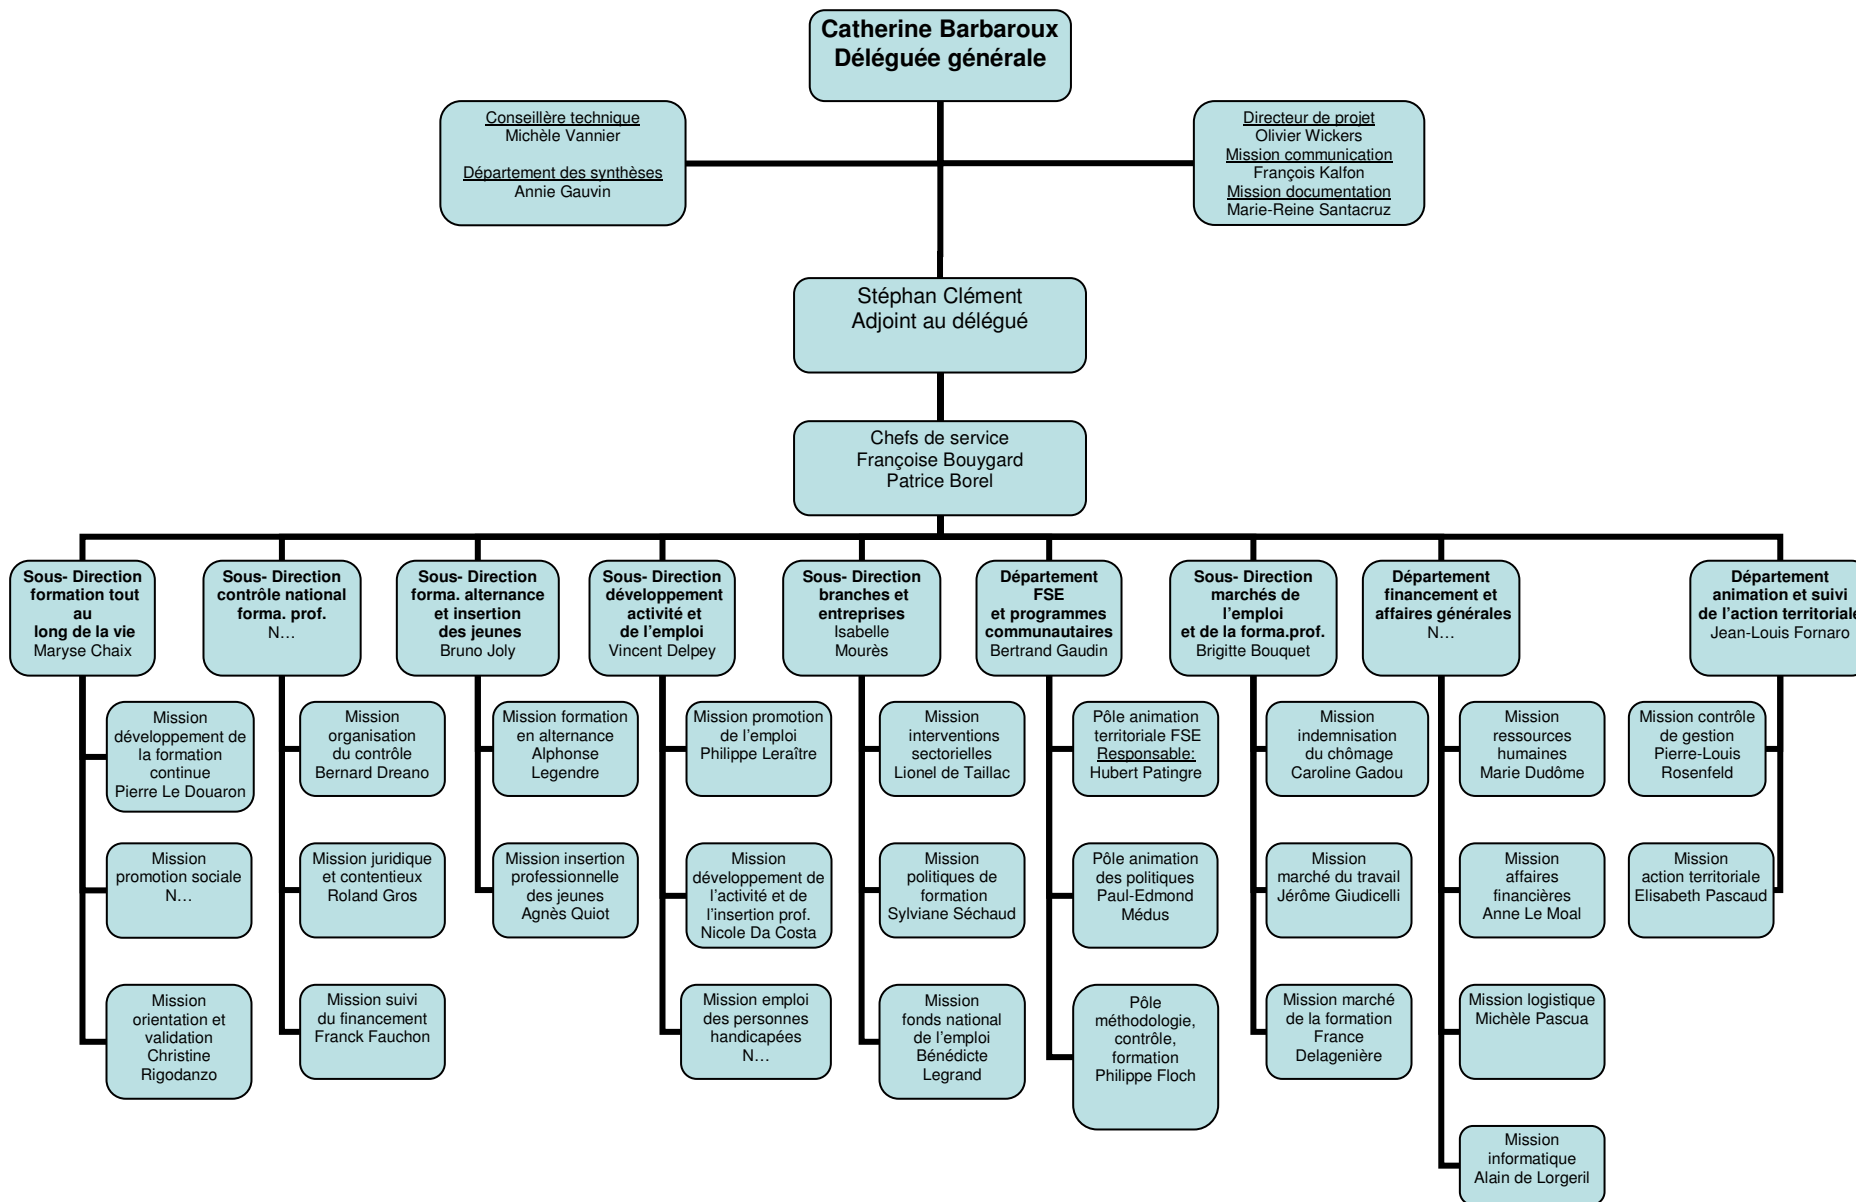 Catherine Barbaroux
Déléguée générale
Conseillère technique
Michèle Vannier
Département des synthèses
Annie Gauvin
Directeur de projet
Olivier Wickers
Mission communication
François Kalfon
Mission documentation
Marie-Reine Santacruz
Stéphan Clément
Adjoint au délégué
Chefs de service
Françoise Bouygard
Patrice Borel
Sous- Direction
formation tout
au
long de la vie
Maryse Chaix
Sous- Direction
contrôle national
forma. prof.
N…
Sous- Direction
forma. alternance
et insertion
des jeunes
Bruno Joly
Sous- Direction
développement
activité et
de l’emploi
Vincent Delpey
Sous- Direction
branches et
entreprises
Isabelle
Mourès
Département
FSE
et programmes
communautaires
Bertrand Gaudin
Sous- Direction
marchés de
l’emploi
et de la forma.prof.
Brigitte Bouquet
Département
financement et
affaires générales
N…
Département
animation et suivi
de l’action territoriale
Jean-Louis Fornaro
Mission
développement de
la formation
continue
Pierre Le Douaron
Mission
promotion sociale
N…
Mission
orientation et
validation
Christine
Rigodanzo
Mission
organisation
du contrôle
Bernard Dreano
Mission juridique
et contentieux
Roland Gros
Mission suivi
du financement
Franck Fauchon
Mission formation
en alternance
Alphonse
Legendre
Mission insertion
professionnelle
des jeunes
Agnès Quiot
Mission promotion
de l’emploi
Philippe Leraître
Mission
développement de
l’activité et de
l’insertion prof.
Nicole Da Costa
Mission emploi
des personnes
handicapées
N…
Mission
interventions
sectorielles
Lionel de Taillac
Mission
politiques de
formation
Sylviane Séchaud
Mission
fonds national
de l’emploi
Bénédicte
Legrand
Pôle animation
territoriale FSE
Responsable:
Hubert Patingre
Pôle animation
des politiques
Paul-Edmond
Médus
Pôle
méthodologie,
contrôle,
formation
Philippe Floch
Mission
indemnisation
du chômage
Caroline Gadou
Mission
marché du travail
Jérôme Giudicelli
Mission marché
de la formation
France
Delagenière
Mission
ressources
humaines
Marie Dudôme
Mission
affaires
financières
Anne Le Moal
Mission logistique
Michèle Pascua
Mission
informatique
Alain de Lorgeril
Mission contrôle
de gestion
Pierre-Louis
Rosenfeld
Mission
action territoriale
Elisabeth Pascaud